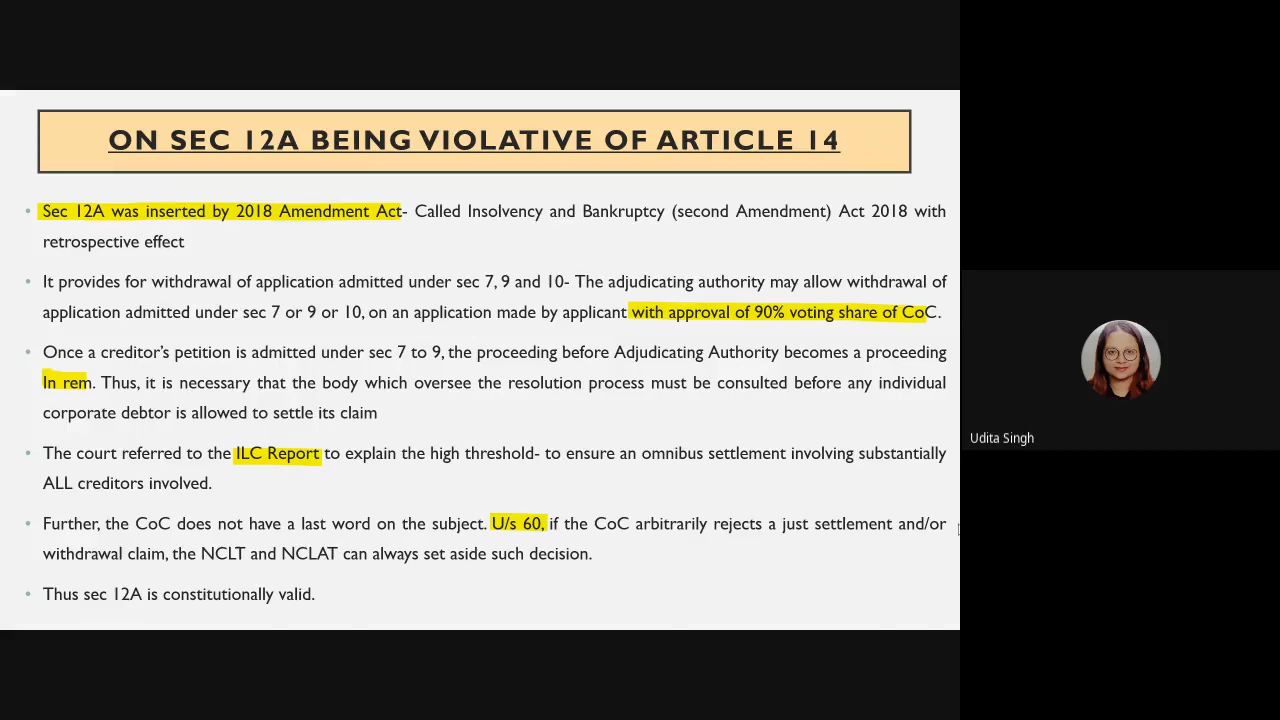 ON SEC 12A BEING VIOLATIVE OF ARTICLE 14
• Sec 12A was inserted by 2018 Amendment Act- Called Insolvency and Bankruptcy (second Amendment) Act 2018 with
retrospective effect
• It provides for withdrawal of application admitted under sec 7, 9 and 10- The adjudicating authority may allow withdrawal of
application admitted under sec 7 or 9 or 10, on an application made by applicant with approval of 90% voting share of CoC.
• Once a creditor's petition is admitted under sec 7 to 9, the proceeding before Adjudicating Authority becomes a proceeding
In rem. Thus, it is necessary that the body which oversee the resolution process must be consulted before any individual
corporate debtor is allowed to settle its claim
• The court referred to the ILC Report to explain the high threshold- to ensure an omnibus settlement involving substantially
ALL creditors involved.
• Further, the CoC does not have a last word on the subject. U/s 60, if the CoC arbitrarily rejects a just settlement and/or
withdrawal claim, the NCLT and NCLAT can always set aside such decision.
• Thus sec 12A is constitutionally valid.
Udita Singh